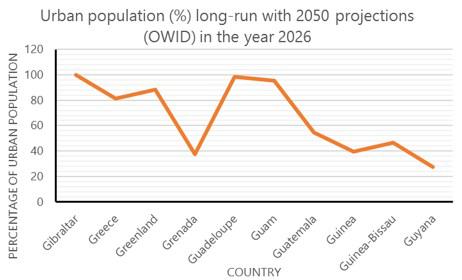 Urban population (%) long-run with 2050 projections
(OWID) in the year 2026
PERCENTAGE OF URBAN POPULATION
120
100
80
60
40
20
0
Gibraltar
Greece
Greenland
Grenada
Guadeloupe
Guam
Guatemala
Guinea
Guinea-Bissau
Guyana
COUNTRY